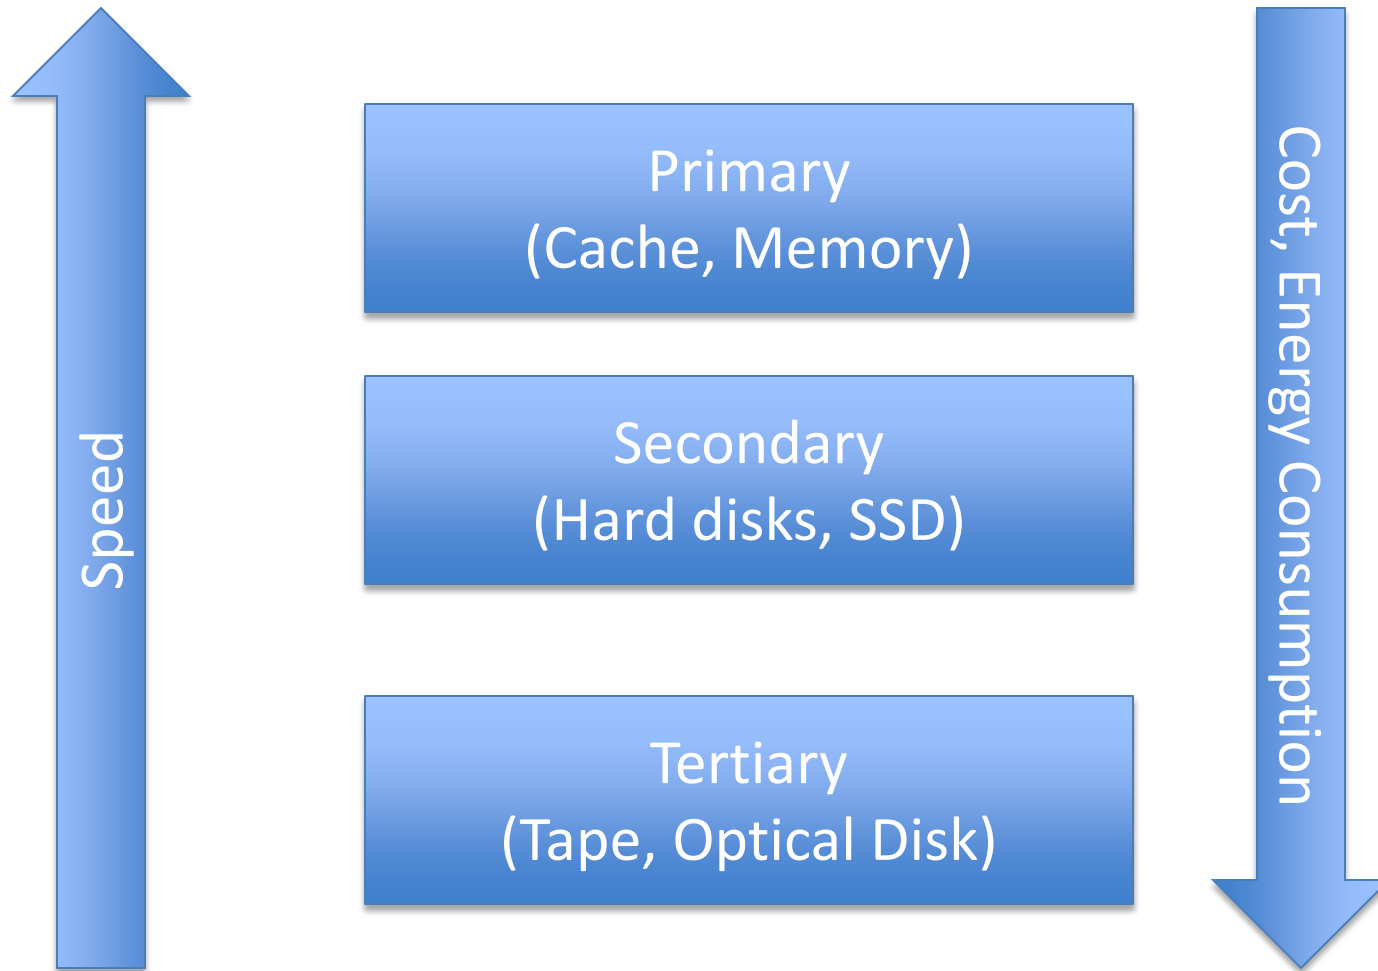 Speed
Primary
(Cache, Memory)
Secondary
(Hard disks, SSD)
Tertiary
(Tape, Optical Disk)
Cost, Energy Consumption